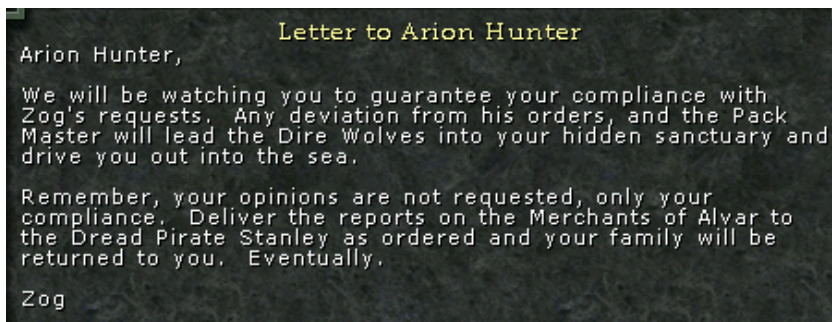 Letter to Arion Hunter
Arion Hunter,
We will be watching you to guarantee your compliance with
Zog's requests. Any deviation from his orders, and the Pack
Master will lead the Dire Wolves into your hidden sanctuary and
drive you out into the sea.
Remember, your opinions are not requested, only your
compliance. Deliver the reports on the Merchants of Alvar to
the Dread Pirate Stanley as ordered and your family will be
returned to you. Eventually.
Zog